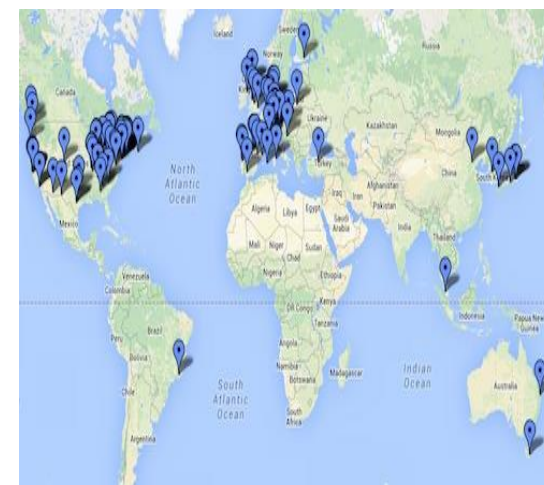 Iceland
Sweden
Norway
Russia
Canada
Ukraine
Kazakhstan
Mongolia
North
Atlantic
Ocean
Turkey
China
South K
Afghanistan
Iraq
Iran
Pakistan
Algeria
Libya
Egypt
Saudi
Arabia
India
Mexico
Mali
Niger
Sudan
Chad
Thailand
Nigeria
Ethiopia
Venezuela
Colombia
DR Congo
Kenya
Indonesia
Papua New
Guinea
Tanzania
Brazil
Peru
Angola
Bolivia
Namibia
Madagascar
Botswana
Indian
Ocean
Australia
Chile
South
Atlantic
Ocean
South
Africa
Argentina